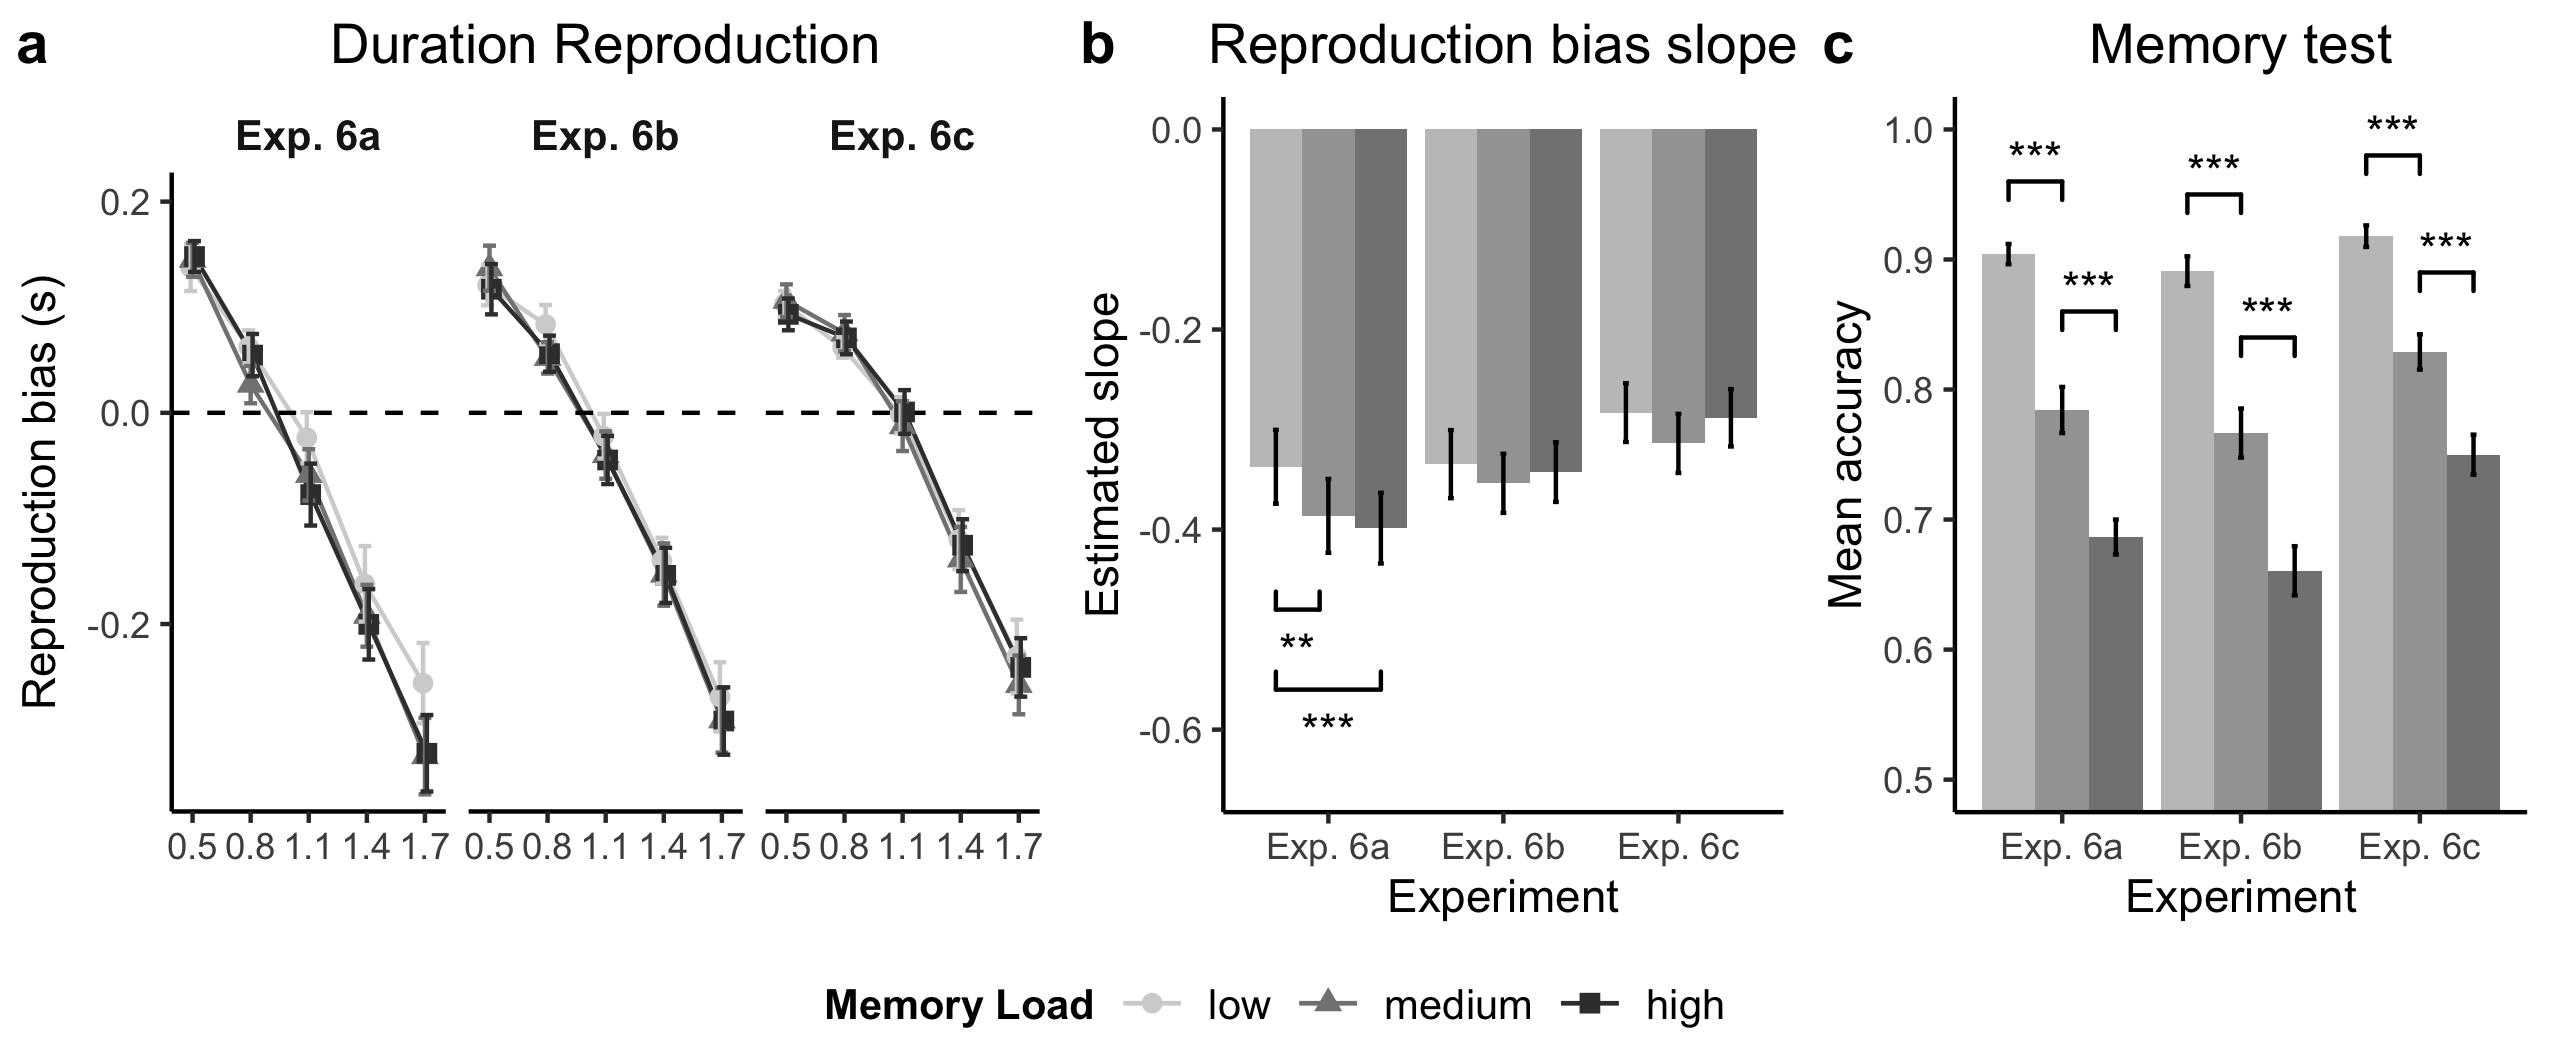 a Duration Reproduction
Exp. 6a Exp. 6b Exp. 6c
Reproduction bias (s)
0.2
0.0
-0.2
0.5 0.8 1.1 1.4 1.7 0.5 0.8 1.1 1.4 1.7 0.5 0.8 1.1 1.4 1.7
b Reproduction bias slope
Estimated slope
0.0
-0.2
-0.4
-0.6
**
***
Exp. 6a Exp. 6b Exp. 6c
Experiment
c Memory test
Mean accuracy
1.0
0.9
0.8
0.7
0.6
0.5
***
***
***
***
***
***
Exp. 6a Exp. 6b Exp. 6c
Experiment
Memory Load low medium high